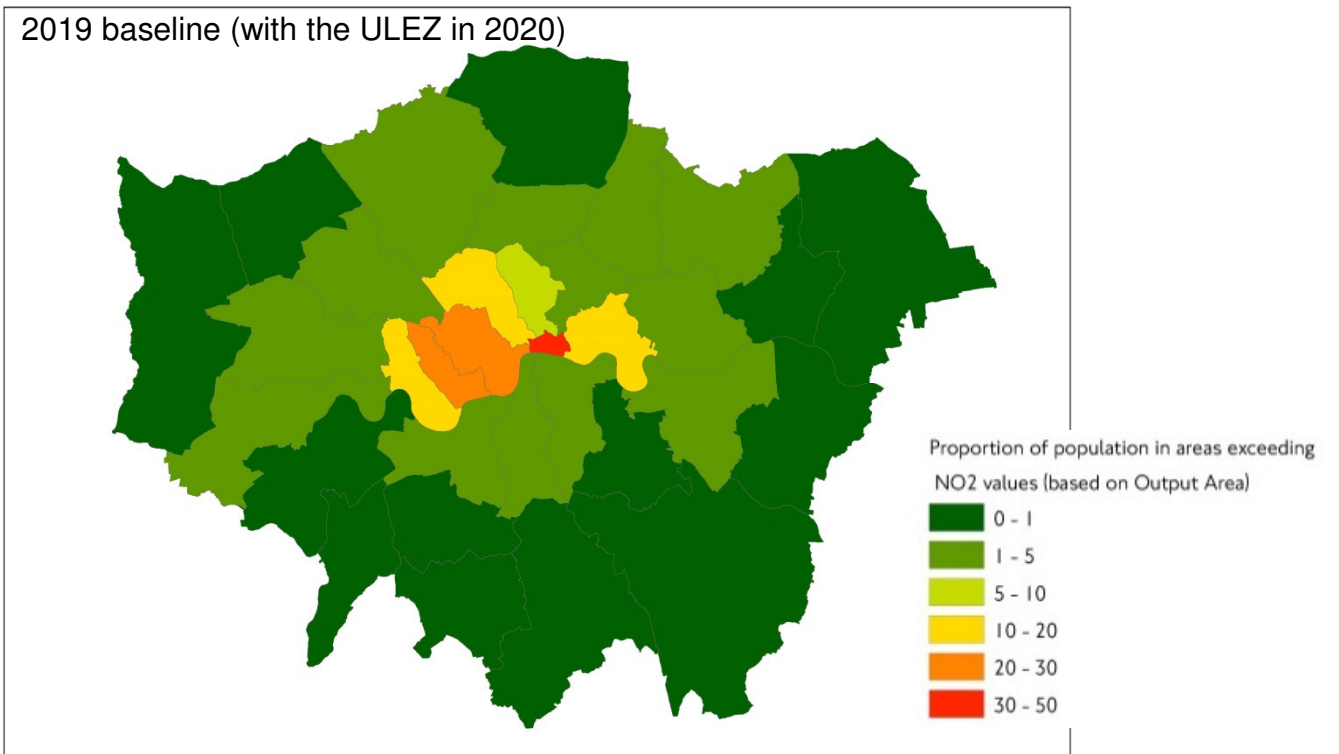 2019 baseline (with the ULEZ in 2020)
Proportion of population in areas exceeding
NO2 values (based on Output Area)
0 - 1
1 - 5
5 - 10
10 - 20
20 - 30
30 - 50